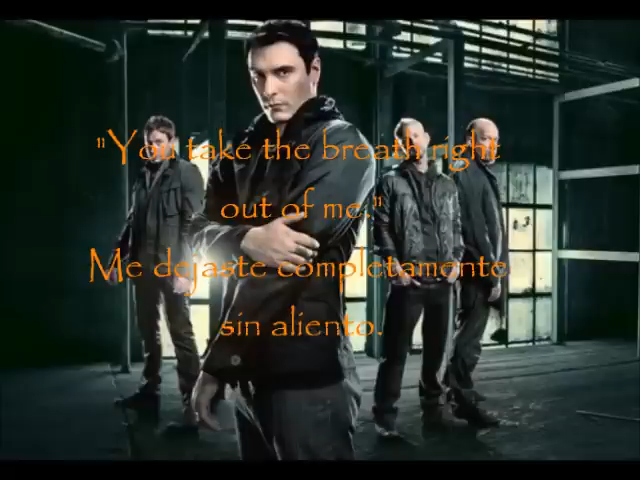 "You take the breath right
out of me."
Me dejaste completamente
sin aliento.